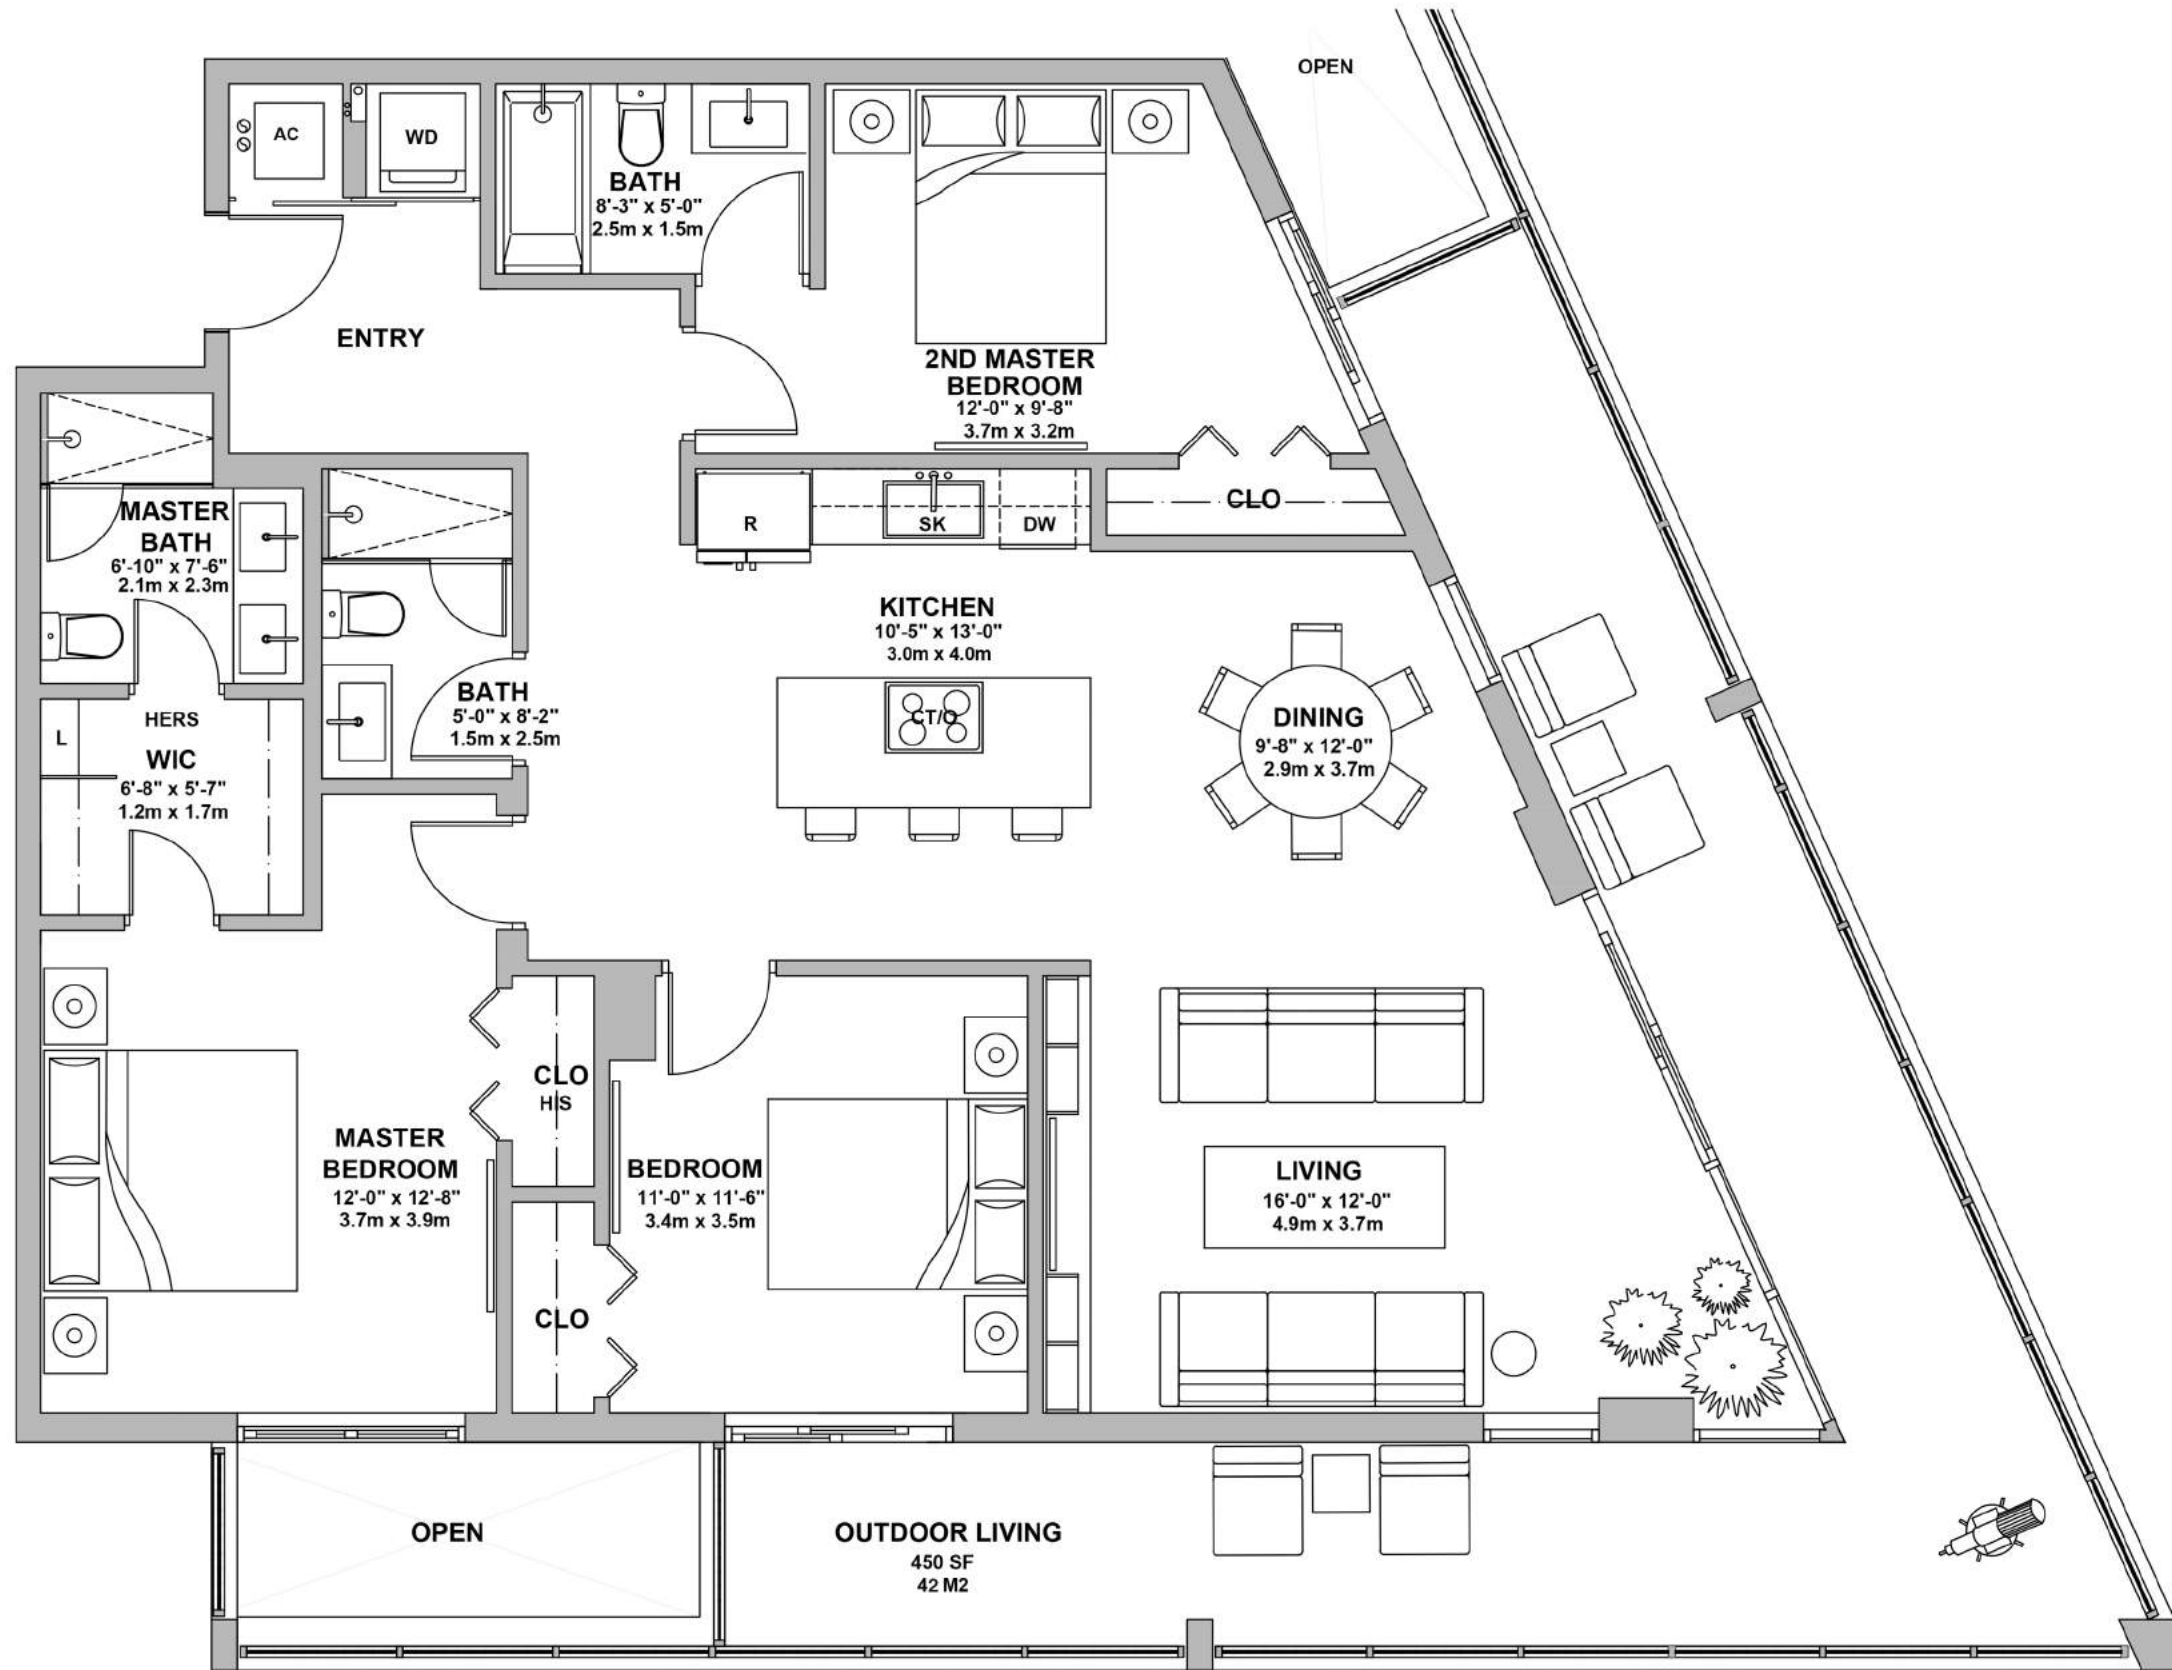 OPEN
AC
WD
BATH
8'-3" x 5'-0"
2.5m x 1.5m
ENTRY
2ND MASTER
BEDROOM
12'-0" x 9'-8"
3.7m x 3.2m
CLO
R
SK
DW
MASTER
BATH
6'-10" x 7'-6"
2.1m x 2.3m
KITCHEN
10'-5" x 13'-0"
3.0m x 4.0m
BATH
5'-0" x 8'-2"
1.5m x 2.5m
CT/O
DINING
9'-8" x 12'-0"
2.9m x 3.7m
L
HERS
WIC
6'-8" x 5'-7"
1.2m x 1.7m
CLO
HIS
MASTER
BEDROOM
12'-0" x 12'-8"
3.7m x 3.9m
BEDROOM
11'-0" x 11'-6"
3.4m x 3.5m
LIVING
16'-0" x 12'-0"
4.9m x 3.7m
CLO
OPEN
OUTDOOR LIVING
450 SF
42 M2